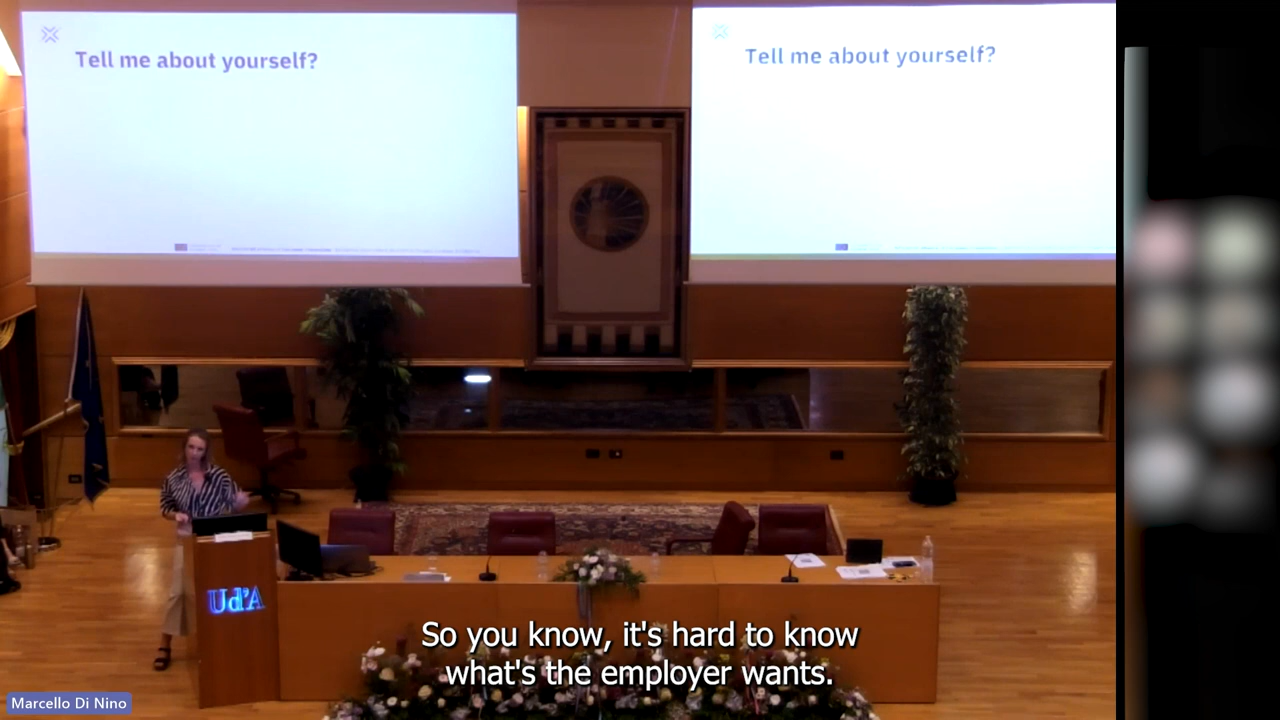 Tell me about yourself?
Tell me about yourself?
Ud'A
So you know, it's hard to know
what's the employer wants.
Marcello Di Nino